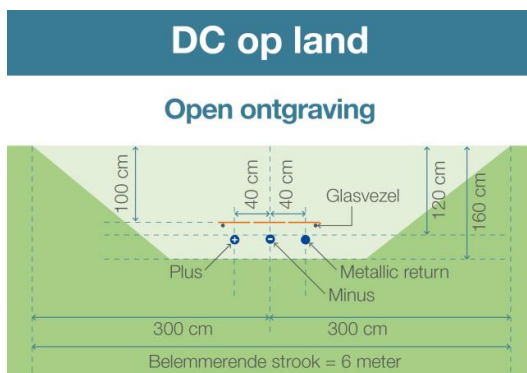 DC op land
Open ontgraving
100 cm
40 cm
40 cm
Glasvezel
120 cm
160 cm
Plus
Metallic return
Minus
300 cm
300 cm
Belemmerende strook = 6 meter